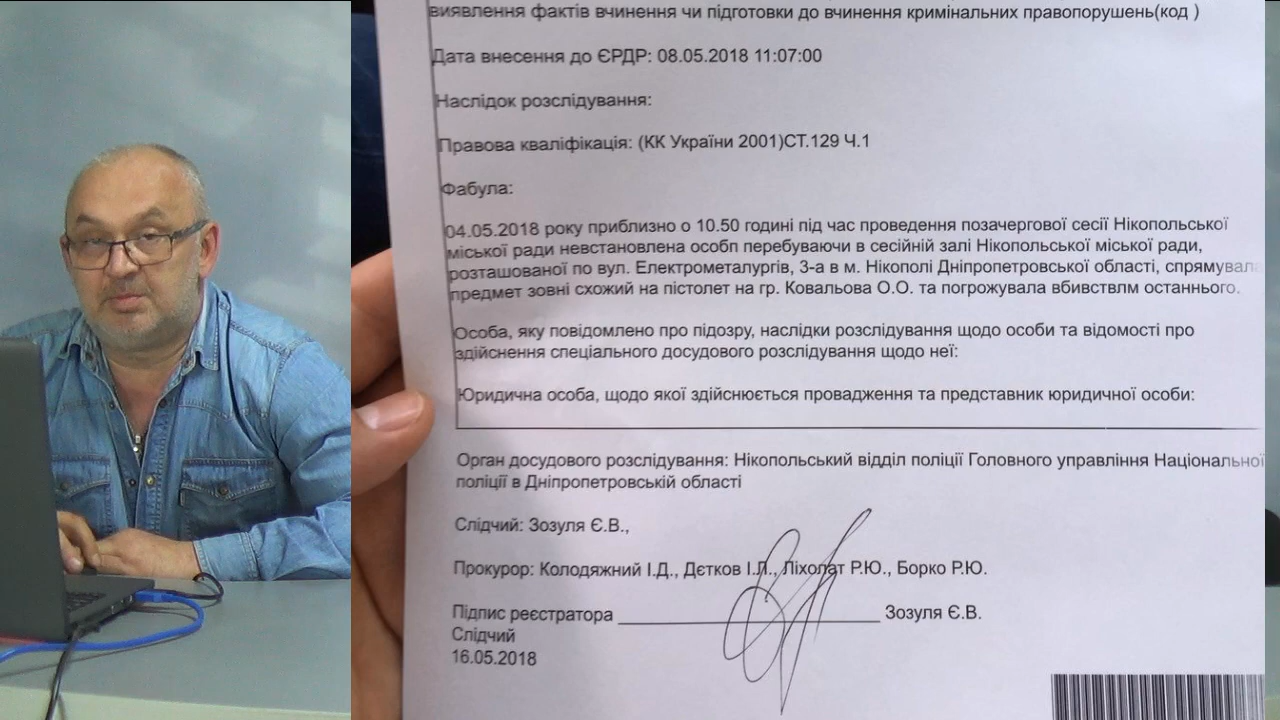 виявлення фактів вчинення чи підготовки до вчинення кримінальних правопорушень(код )
Дата внесення до ЄРДР: 08.05.2018 11:07:00
Наслідок розслідування:
Правова кваліфікація: (КК України 2001)СТ.129 Ч.1
Фабула:
04.05.2018 року приблизно о 10.50 годині під час проведення позачергової сесії Нікопольської
міської ради невстановлена особп перебуваючи в сесійній залі Нікопольської міської ради,
розташованої по вул. Електрометалургів, 3-а в м. Нікополі Дніпропетровської області, спрямувала
предмет зовні схожий на пістолет на гр. Ковальова О.О. та погрожувала вбивствлм останнього.
Особа, яку повідомлено про підозру, наслідки розслідування щодо особи та відомості про
здійснення спеціального досудового розслідування щодо неї:
Юридична особа, щодо якої здійснюється провадження та представник юридичної особи:
Орган досудового розслідування: Нікопольський відділ поліції Головного управління Національної
поліції в Дніпропетровській області
Слідчий: Зозуля Є.В.,
Прокурор: Колодяжний І.Д., Дєтков І.Л., Ліхолат Р.Ю., Борко Р.Ю.
Підпис реєстратора ____________________ Зозуля Є.В.
Слідчий
16.05.2018